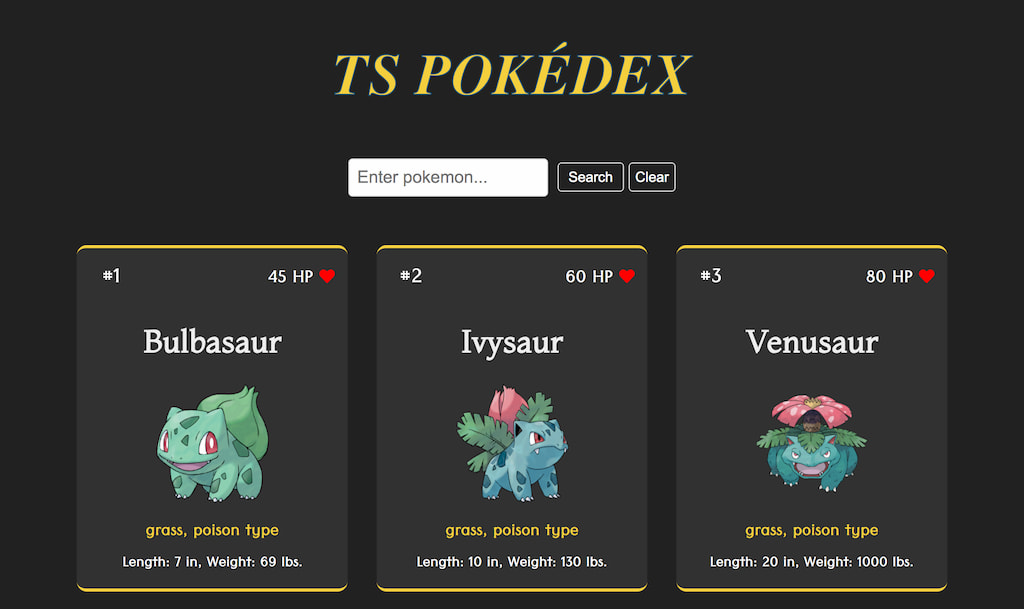 TS POKÉDEX
Enter pokemon...
Search
Clear
#1
45 HP
Bulbasaur
grass, poison type
Length: 7 in, Weight: 69 lbs.
#2
60 HP
Ivysaur
grass, poison type
Length: 10 in, Weight: 130 lbs.
#3
80 HP
Venusaur
grass, poison type
Length: 20 in, Weight: 1000 lbs.